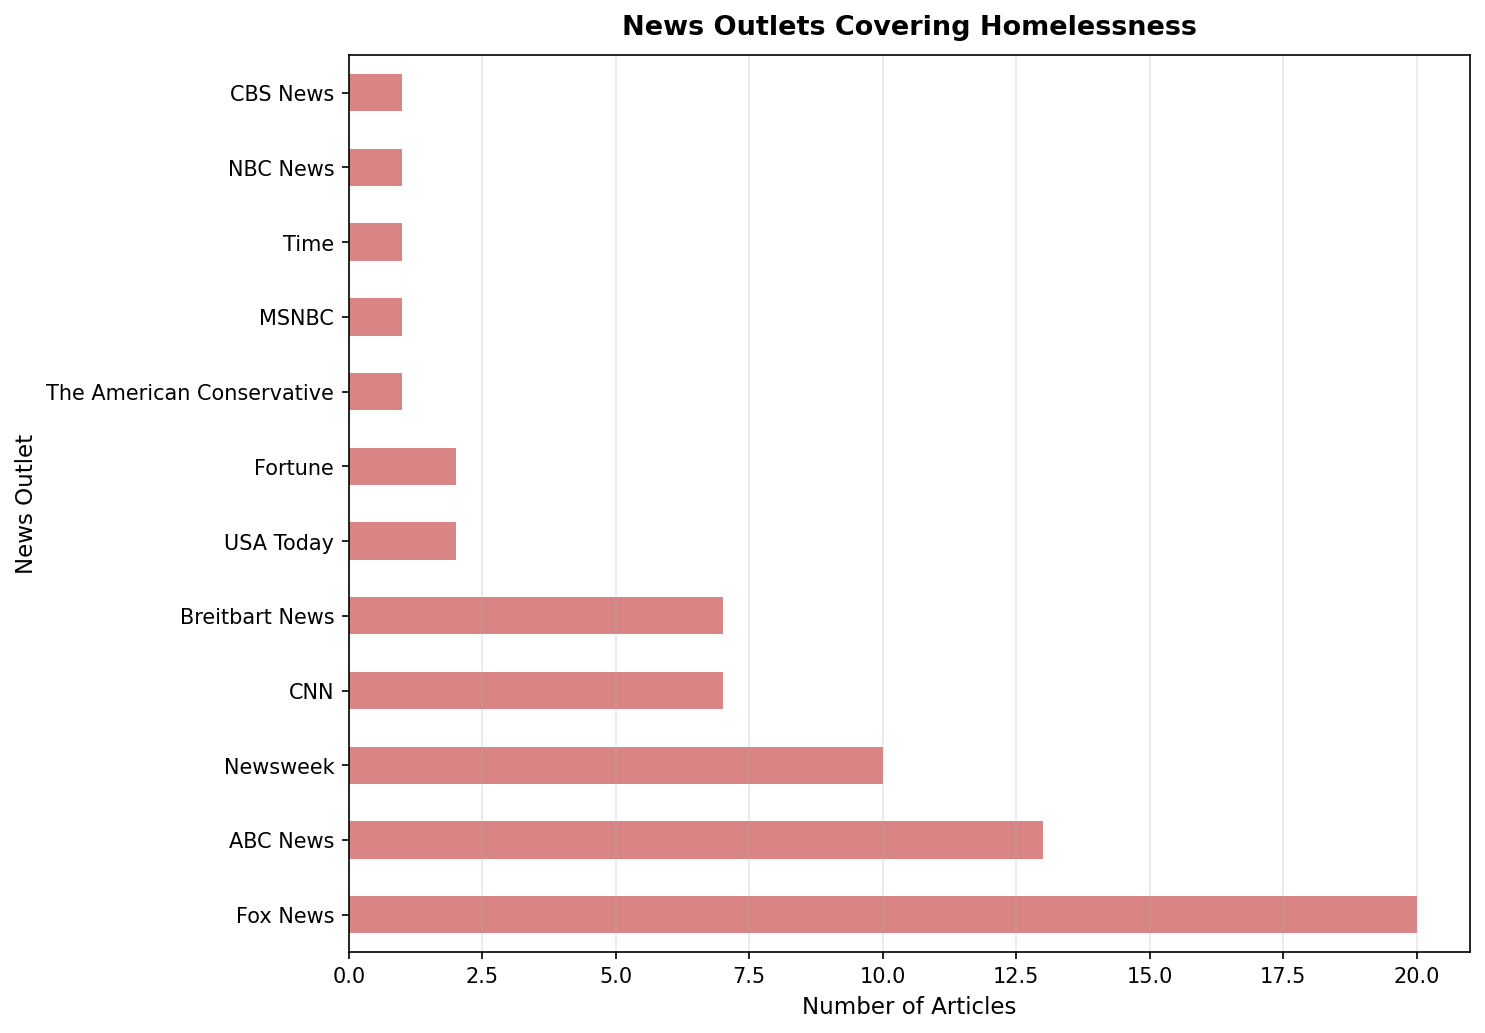 News Outlets Covering Homelessness
CBS News
NBC News
Time
MSNBC
The American Conservative
Fortune
USA Today
Breitbart News
CNN
Newsweek
ABC News
Fox News
News Outlet
0.0 2.5 5.0 7.5 10.0 12.5 15.0 17.5 20.0
Number of Articles